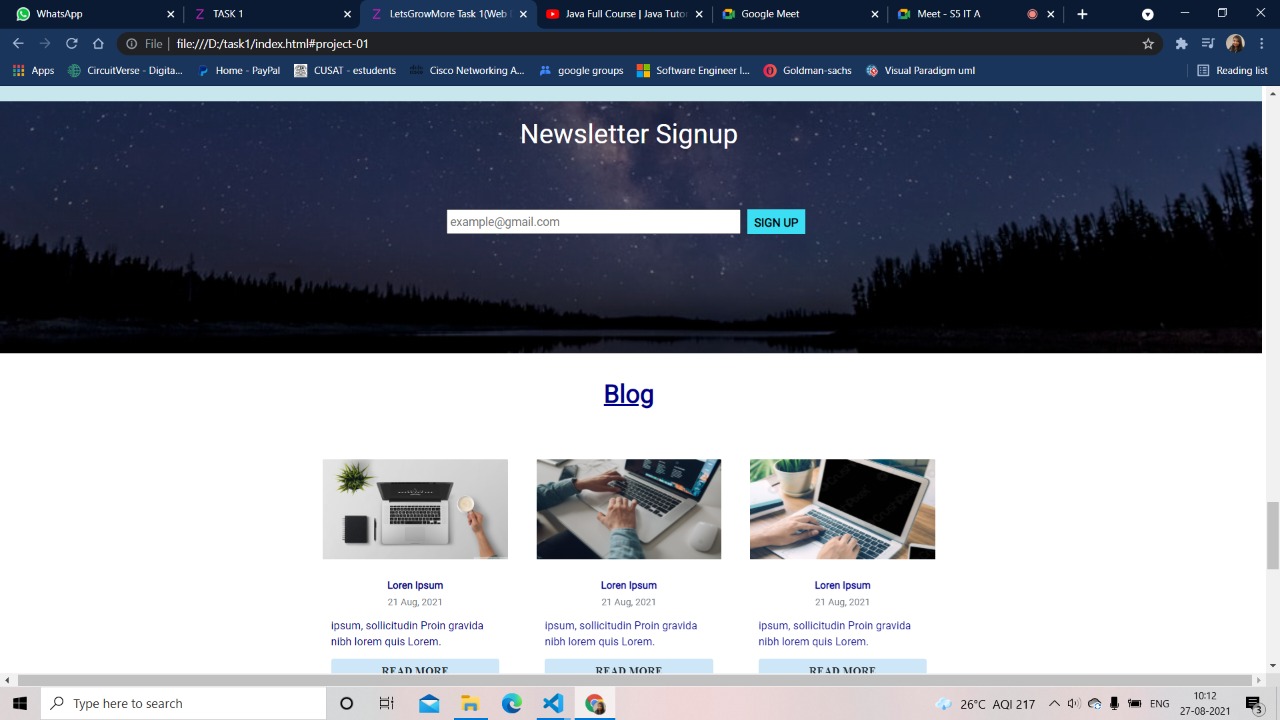 WhatsApp
TASK 1
LetsGrowMore Task 1(Web
Java Full Course | Java Tuto
Google Meet
Meet - S5 IT A
File file:///D:/task1/index.html#project-01
Apps CircuitVerse - Digita... Home - PayPal CUSAT - estudents Cisco Networking A... google groups Software Engineer I... Goldman-sachs Visual Paradigm uml Reading list
Newsletter Signup
example@gmail.com SIGN UP
Blog
Loren Ipsum
21 Aug, 2021
ipsum, sollicitudin Proin gravida
nibh lorem quis Lorem.
READ MORE
Loren Ipsum
21 Aug, 2021
ipsum, sollicitudin Proin gravida
nibh lorem quis Lorem.
READ MORE
Loren Ipsum
21 Aug, 2021
ipsum, sollicitudin Proin gravida
nibh lorem quis Lorem.
READ MORE
Type here to search
26°C AQI 217
ENG
10:12
27-08-2021
3